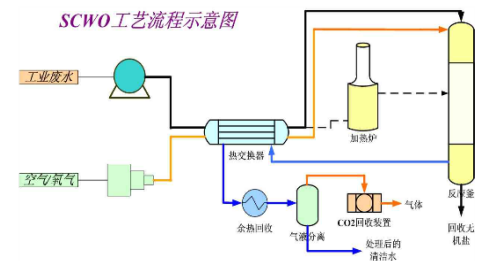 SCWO工艺流程示意图
工业废水
加热炉
热交换器
空气/氧气
反应釜
余热回收
气液分离
CO2回收装置
气体
回收无
机盐
处理后的
清洁水